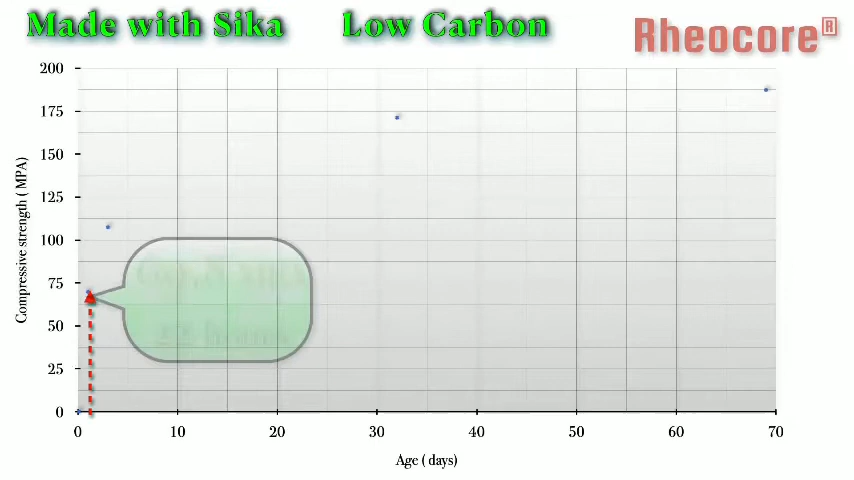 Made with Sika Low Carbon
Rheocore®
200
175
150
125
100
75
50
25
0
Compressive strength ( MPA)
0 10 20 30 40 50 60 70
Age ( days)